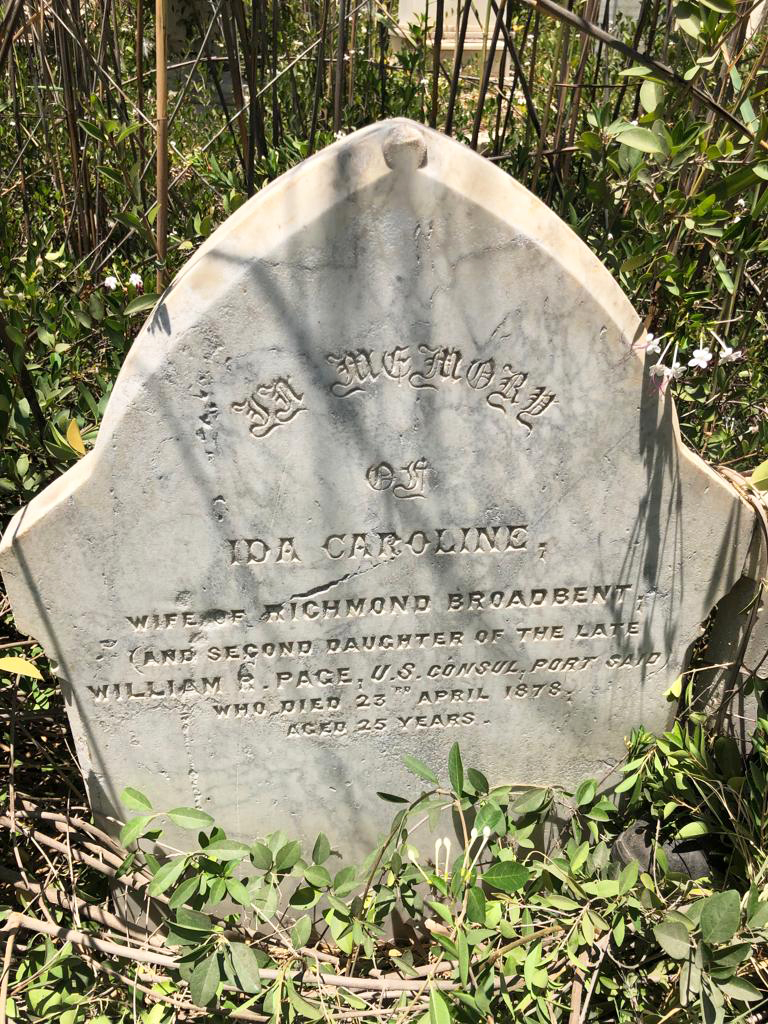 In Memory
Of
IDA CAROLINE,
WIFE OF RICHMOND BROADBENT,
(AND SECOND DAUGHTER OF THE LATE
WILLIAM R. PAGE, U.S. CONSUL, PORT SAID)
WHO DIED 23RD APRIL 1878,
AGED 25 YEARS.